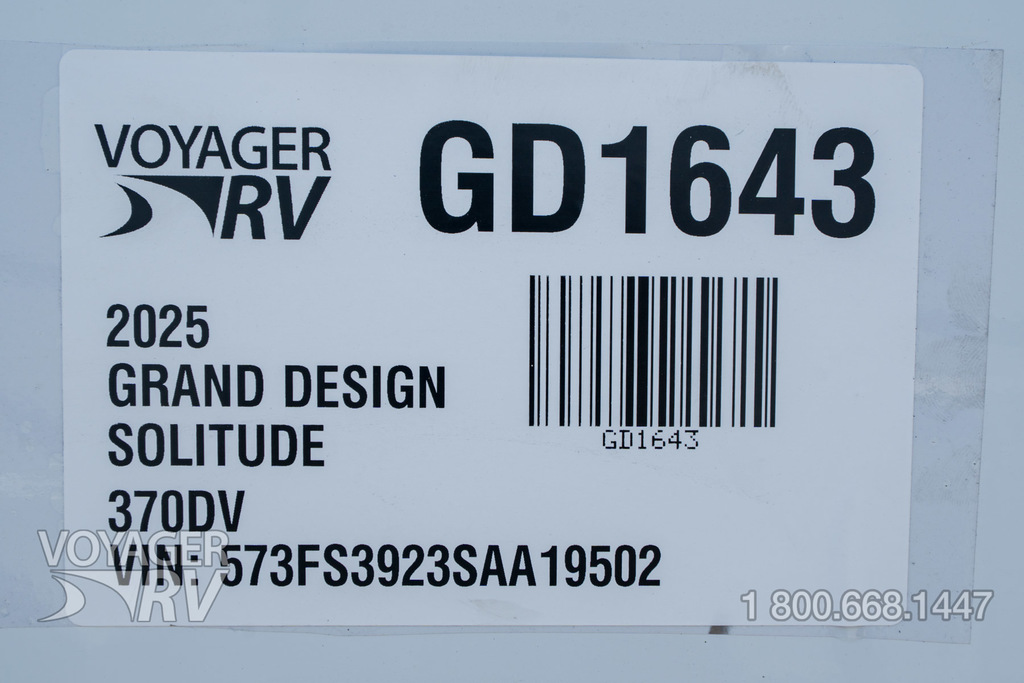 VOYAGER
RV
GD1643
2025
GRAND DESIGN
SOLITUDE
370DV
VIN: 573FS3923SAA19502
GD1643
VOYAGER
RV
1 800.668.1447